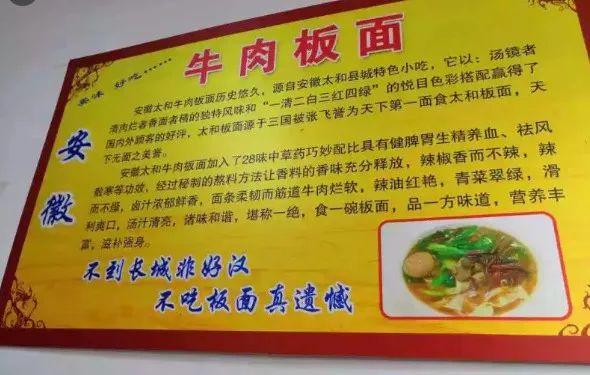 美味 好吃……
牛肉板面
安徽
安徽太和牛肉板面历史悠久，源自安徽太和县城特色小吃，它以：汤镜者
清肉烂者香面者精的独特风味和“一清二白三红四绿”的悦目色彩搭配赢得了
国内外顾客的好评，太和板面源于三国被张飞誉为天下第一面食太和板面，天
下无面之美誉。
安徽太和牛肉板面加入了28味中草药巧妙配比具有健脾胃生精养血、祛风
散寒等功效，经过秘制的熬料方法让香料的香味充分释放，辣椒香而不辣，辣
而不燥，卤汁浓郁鲜香，面条柔韧而筋道牛肉烂软，辣油红艳，青菜翠绿，滑
利爽口，汤汁清亮，诸味和谐，堪称一绝，食一碗板面，品一方味道，营养丰
富，滋补强身。
不到长城非好汉
不吃板面真遗憾